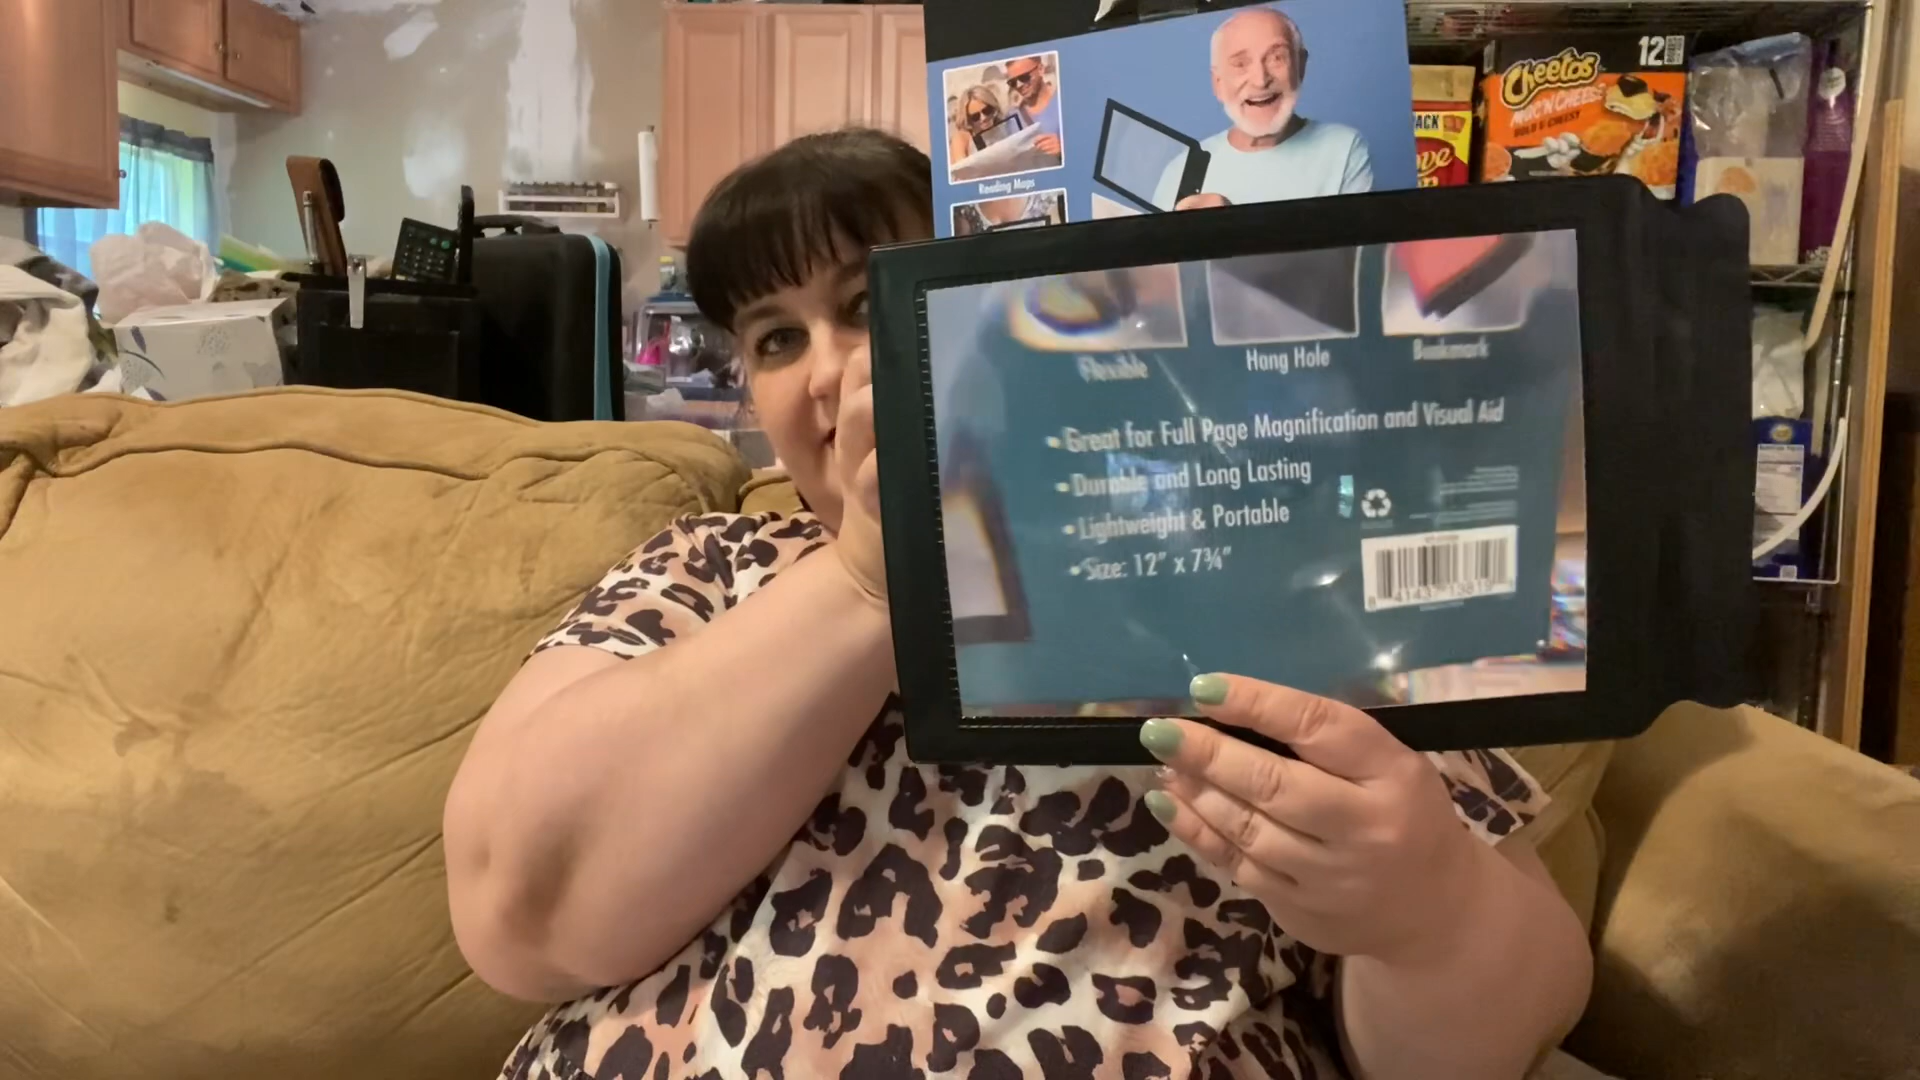 Reading Maps
Cheetos
12
MAC'N CHEESE
BOLD & CHEESY
Flexible
Hang Hole
Bookmark
• Great for Full Page Magnification and Visual Aid
• Durable and Long Lasting
• Lightweight & Portable
• Size: 12" x 7¾"